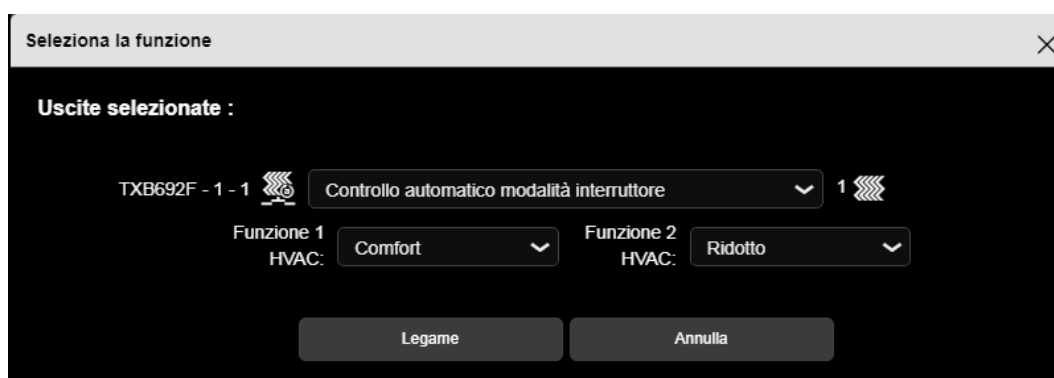 Seleziona la funzione
Uscite selezionate :
TXB692F - 1 - 1 Controllo automatico modalità interruttore 1
Funzione 1 HVAC: Comfort Funzione 2 HVAC: Ridotto
Legame Annulla